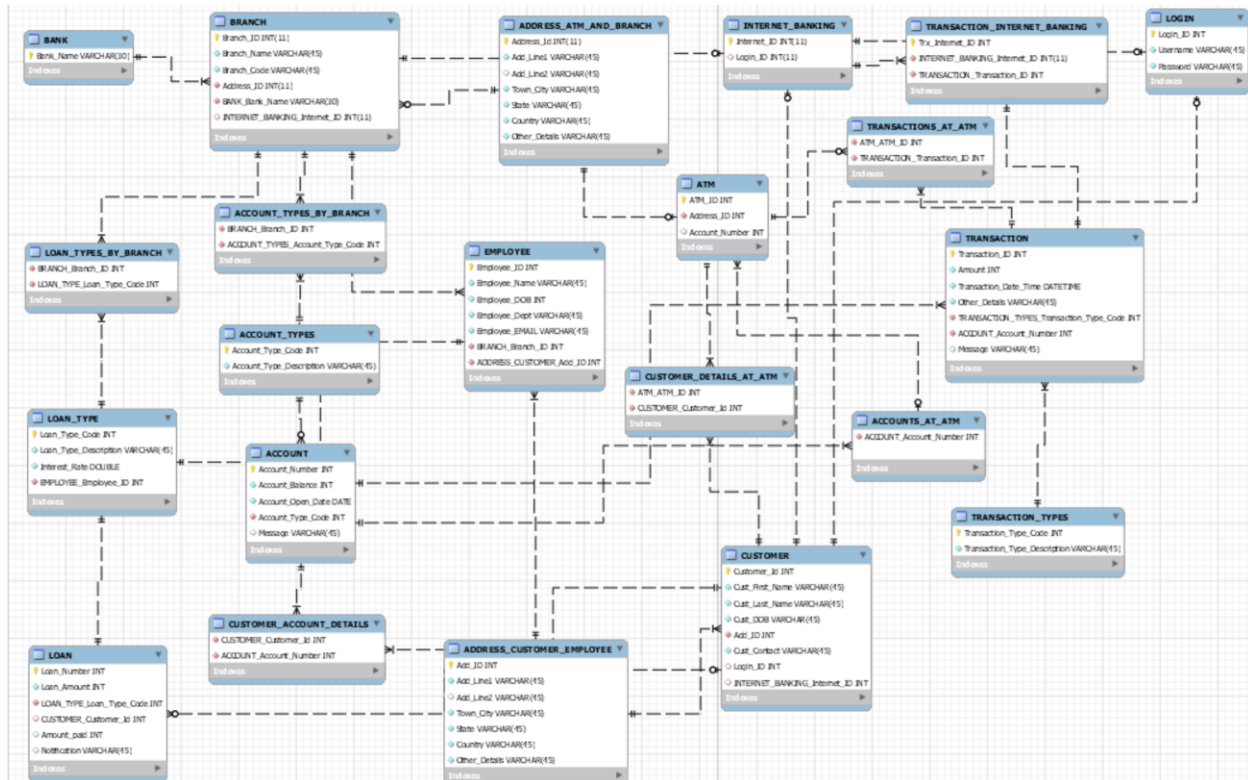 BANK
Bank_Name VARCHAR(30)
Indexes
BRANCH
Branch_ID INT(11)
Branch_Name VARCHAR(45)
Branch_Code VARCHAR(45)
Address_ID INT(11)
BANK_Bank_Name VARCHAR(30)
INTERNET_BANKING_Internet_ID INT(11)
Indexes
ADDRESS_ATM_AND_BRANCH
Address_Id INT(11)
Add_Line1 VARCHAR(45)
Add_Line2 VARCHAR(45)
Town_City VARCHAR(45)
State VARCHAR(45)
Country VARCHAR(45)
Other_Details VARCHAR(45)
Indexes
INTERNET_BANKING
Internet_ID INT(11)
Login_ID INT(11)
Indexes
TRANSACTION_INTERNET_BANKING
Trx_Internet_ID INT
INTERNET_BANKING_Internet_ID INT(11)
TRANSACTION_Transaction_ID INT
Indexes
LOGIN
Login_ID INT
Username VARCHAR(45)
Password VARCHAR(45)
Indexes
TRANSACTIONS_AT_ATM
ATM_ATM_ID INT
TRANSACTION_Transaction_ID INT
Indexes
ATM
ATM_ID INT
Address_ID INT
Account_Number INT
Indexes
ACCOUNT_TYPES_BY_BRANCH
BRANCH_Branch_ID INT
ACCOUNT_TYPES_Account_Type_Code INT
Indexes
LOAN_TYPES_BY_BRANCH
BRANCH_Branch_ID INT
LOAN_TYPE_Loan_Type_Code INT
Indexes
EMPLOYEE
Employee_ID INT
Employee_Name VARCHAR(45)
Employee_DOB INT
Employee_Dept VARCHAR(45)
Employee_EMAIL VARCHAR(45)
BRANCH_Branch_ID INT
ADDRESS_CUSTOMER_Add_ID INT
Indexes
TRANSACTION
Transaction_ID INT
Amount INT
Transaction_Date_Time DATETIME
Other_Details VARCHAR(45)
TRANSACTION_TYPES_Transaction_Type_Code INT
ACCOUNT_Account_Number INT
Message VARCHAR(45)
Indexes
ACCOUNT_TYPES
Account_Type_Code INT
Account_Type_Description VARCHAR(45)
Indexes
CUSTOMER_DETAILS_AT_ATM
ATM_ATM_ID INT
CUSTOMER_Customer_Id INT
Indexes
ACCOUNTS_AT_ATM
ACCOUNT_Account_Number INT
Indexes
LOAN_TYPE
Loan_Type_Code INT
Loan_Type_Description VARCHAR(45)
Interest_Rate DOUBLE
EMPLOYEE_Employee_ID INT
Indexes
ACCOUNT
Account_Number INT
Account_Balance INT
Account_Open_Date DATE
Account_Type_Code INT
Message VARCHAR(45)
Indexes
TRANSACTION_TYPES
Transaction_Type_Code INT
Transaction_Type_Description VARCHAR(45)
Indexes
CUSTOMER
Customer_Id INT
Cust_First_Name VARCHAR(45)
Cust_Last_Name VARCHAR(45)
Cust_DOB VARCHAR(45)
Add_ID INT
Cust_Contact VARCHAR(45)
Login_ID INT
INTERNET_BANKING_Internet_ID INT
Indexes
CUSTOMER_ACCOUNT_DETAILS
CUSTOMER_Customer_Id INT
ACCOUNT_Account_Number INT
Indexes
ADDRESS_CUSTOMER_EMPLOYEE
Add_ID INT
Add_Line1 VARCHAR(45)
Add_Line2 VARCHAR(45)
Town_City VARCHAR(45)
State VARCHAR(45)
Country VARCHAR(45)
Other_Details VARCHAR(45)
Indexes
LOAN
Loan_Number INT
Loan_Amount INT
LOAN_TYPE_Loan_Type_Code INT
CUSTOMER_Customer_Id INT
Amount_paid INT
Notification VARCHAR(45)
Indexes